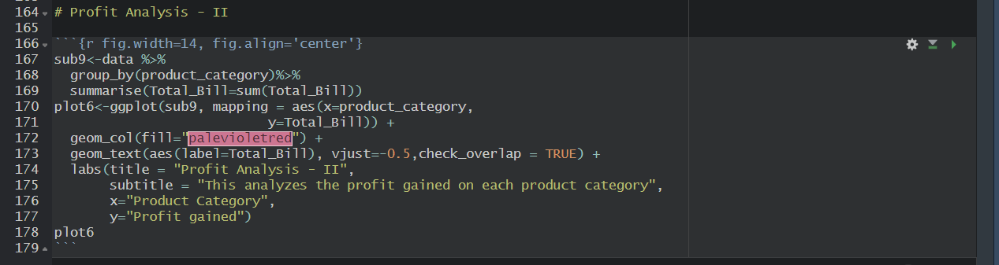 164 # Profit Analysis - II
165
166 ```{r fig.width=14, fig.align='center'}
167 sub9<-data %>%
168   group_by(product_category)%>%
169   summarise(Total_Bill=sum(Total_Bill))
170 plot6<-ggplot(sub9, mapping = aes(x=product_category,
171                           y=Total_Bill)) +
172   geom_col(fill="palevioletred") +
173   geom_text(aes(label=Total_Bill), vjust=-0.5,check_overlap = TRUE) +
174   labs(title = "Profit Analysis - II",
175        subtitle = "This analyzes the profit gained on each product category",
176        x="Product Category",
177        y="Profit gained")
178 plot6
179 ```